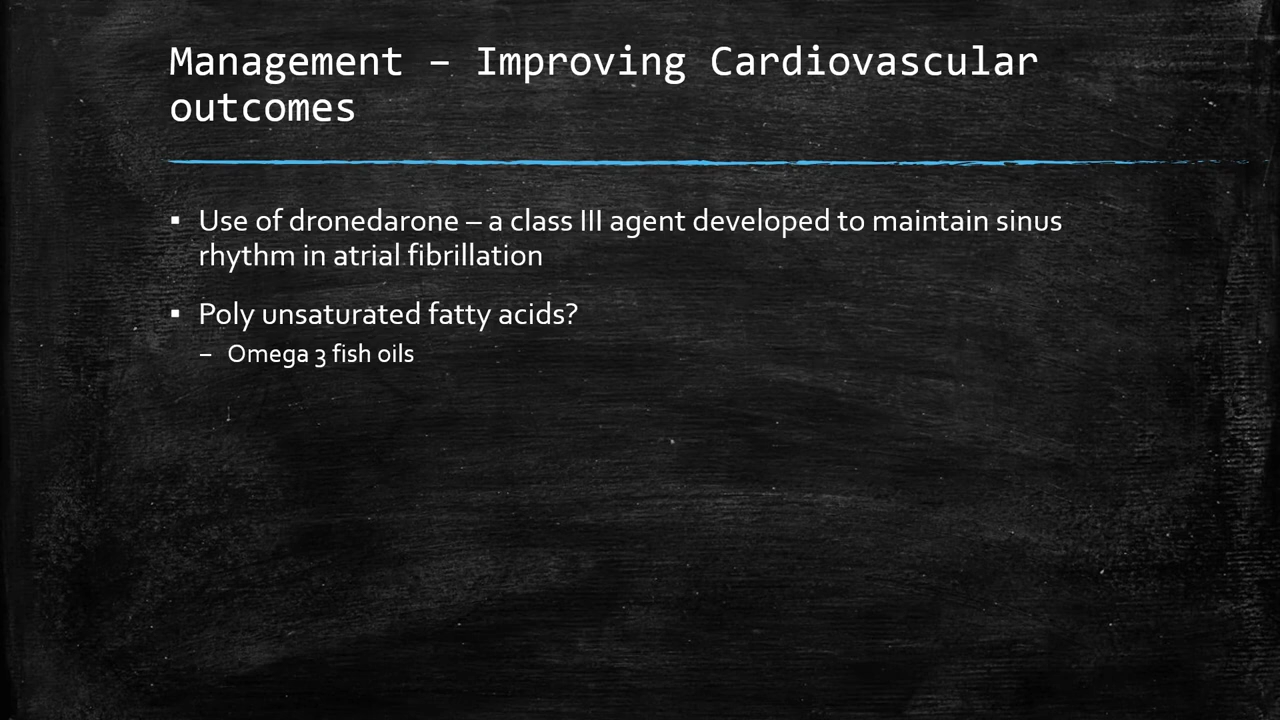 Management – Improving Cardiovascular
outcomes
▪ Use of dronedarone – a class III agent developed to maintain sinus
rhythm in atrial fibrillation
▪ Poly unsaturated fatty acids?
– Omega 3 fish oils